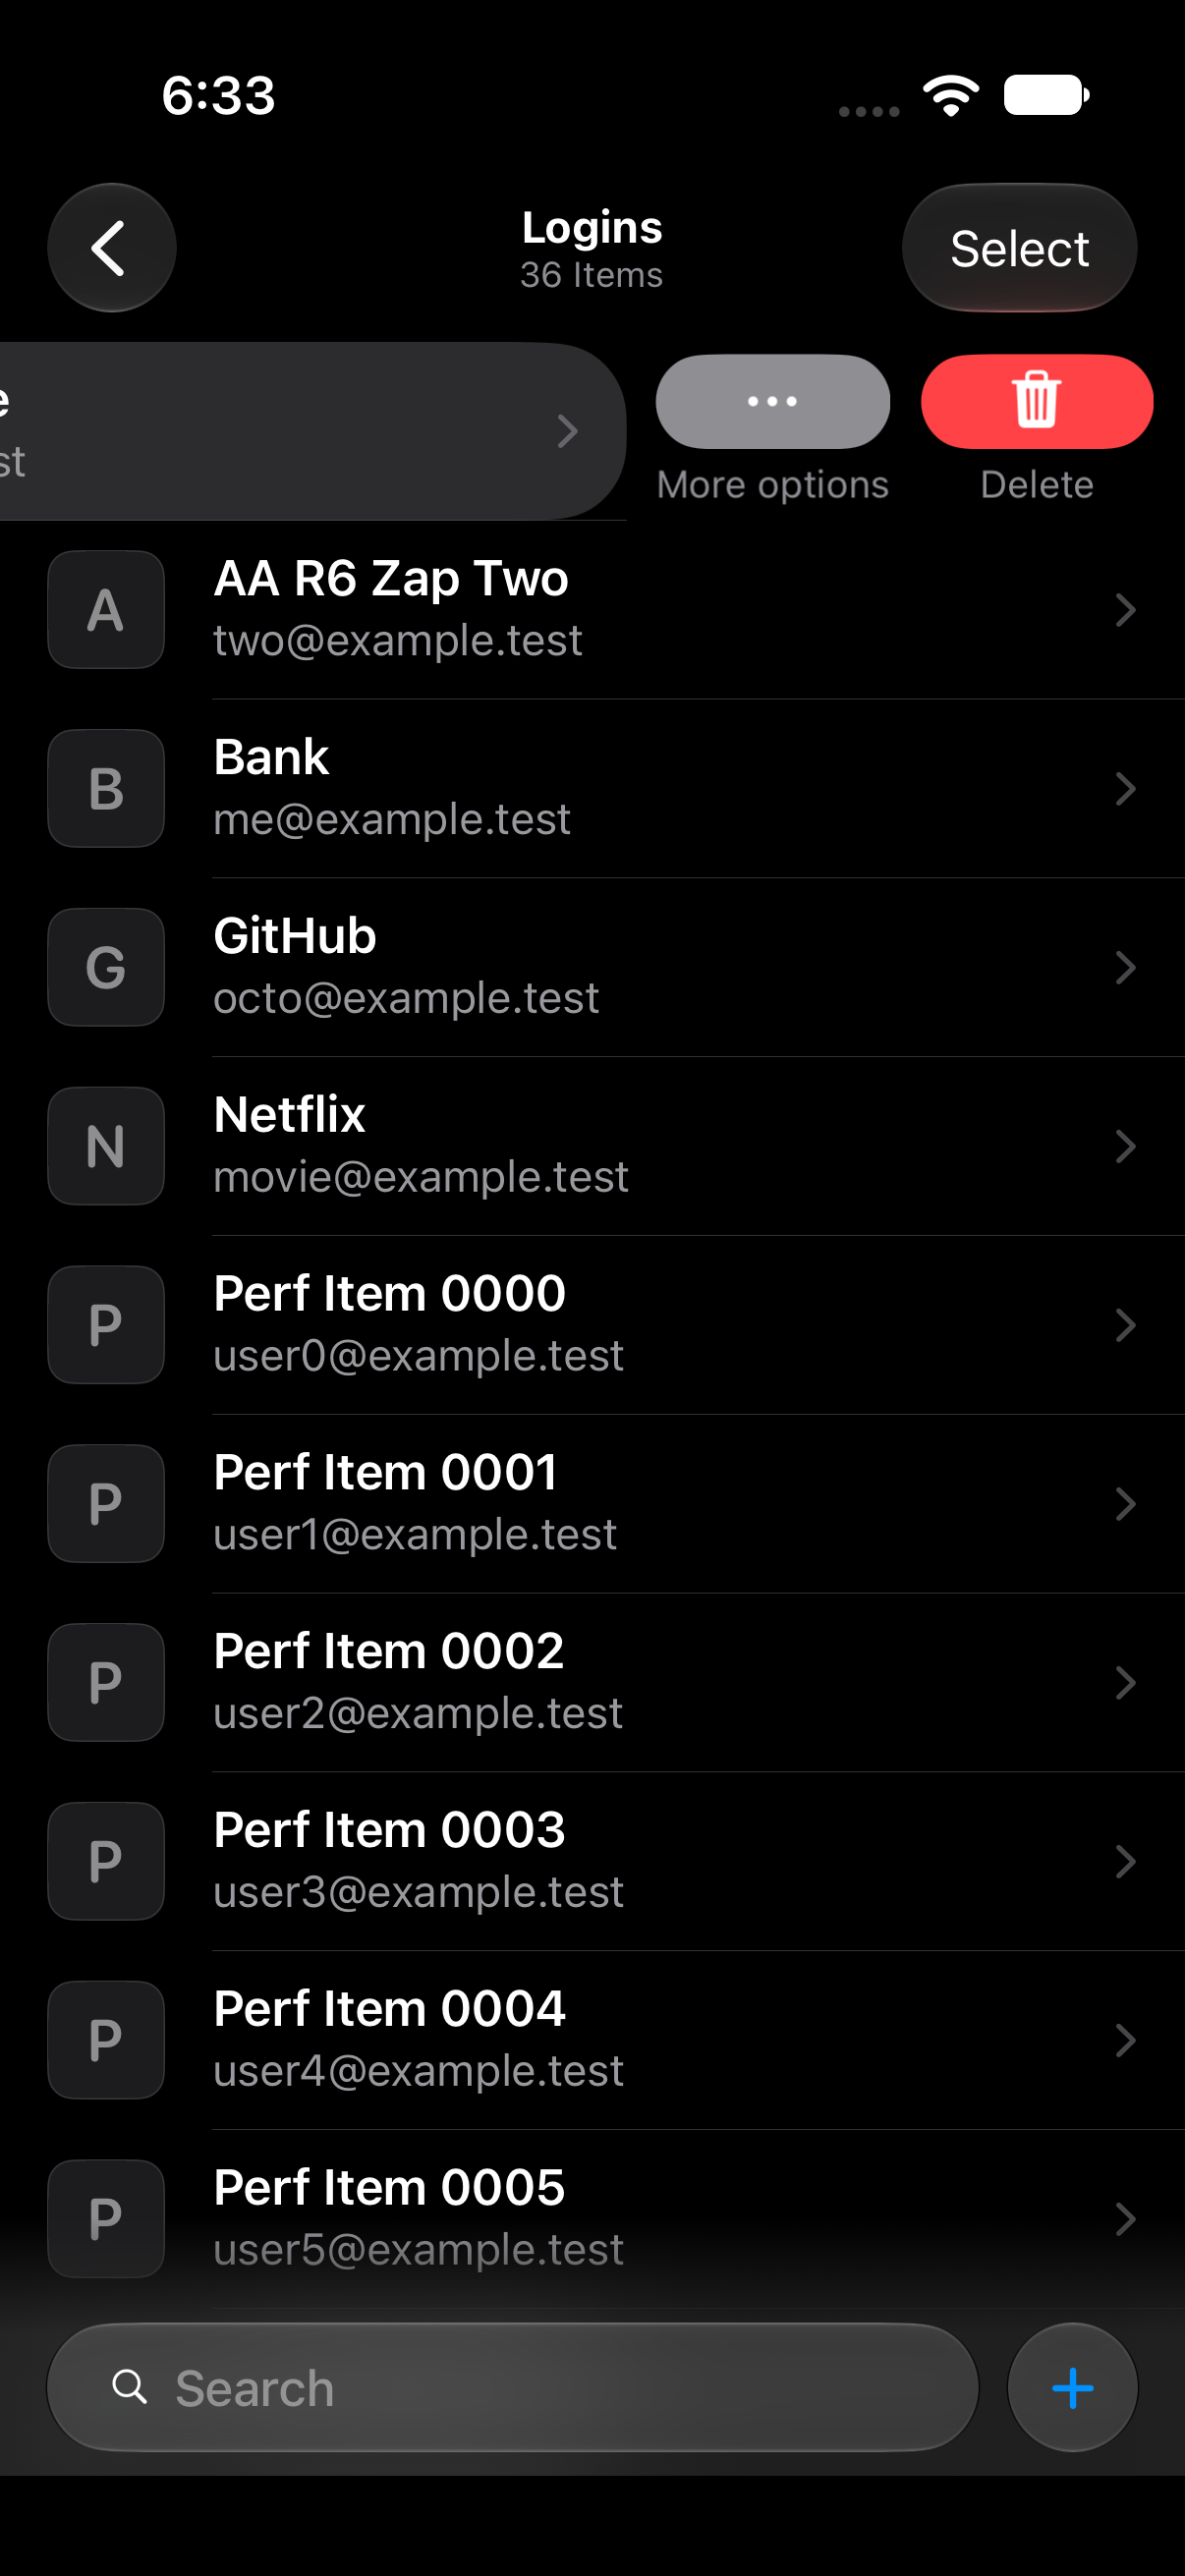 6:33
Logins
36 Items
Select
e
st
More options
Delete
A
AA R6 Zap Two
two@example.test
B
Bank
me@example.test
G
GitHub
octo@example.test
N
Netflix
movie@example.test
P
Perf Item 0000
user0@example.test
P
Perf Item 0001
user1@example.test
P
Perf Item 0002
user2@example.test
P
Perf Item 0003
user3@example.test
P
Perf Item 0004
user4@example.test
P
Perf Item 0005
user5@example.test
Search